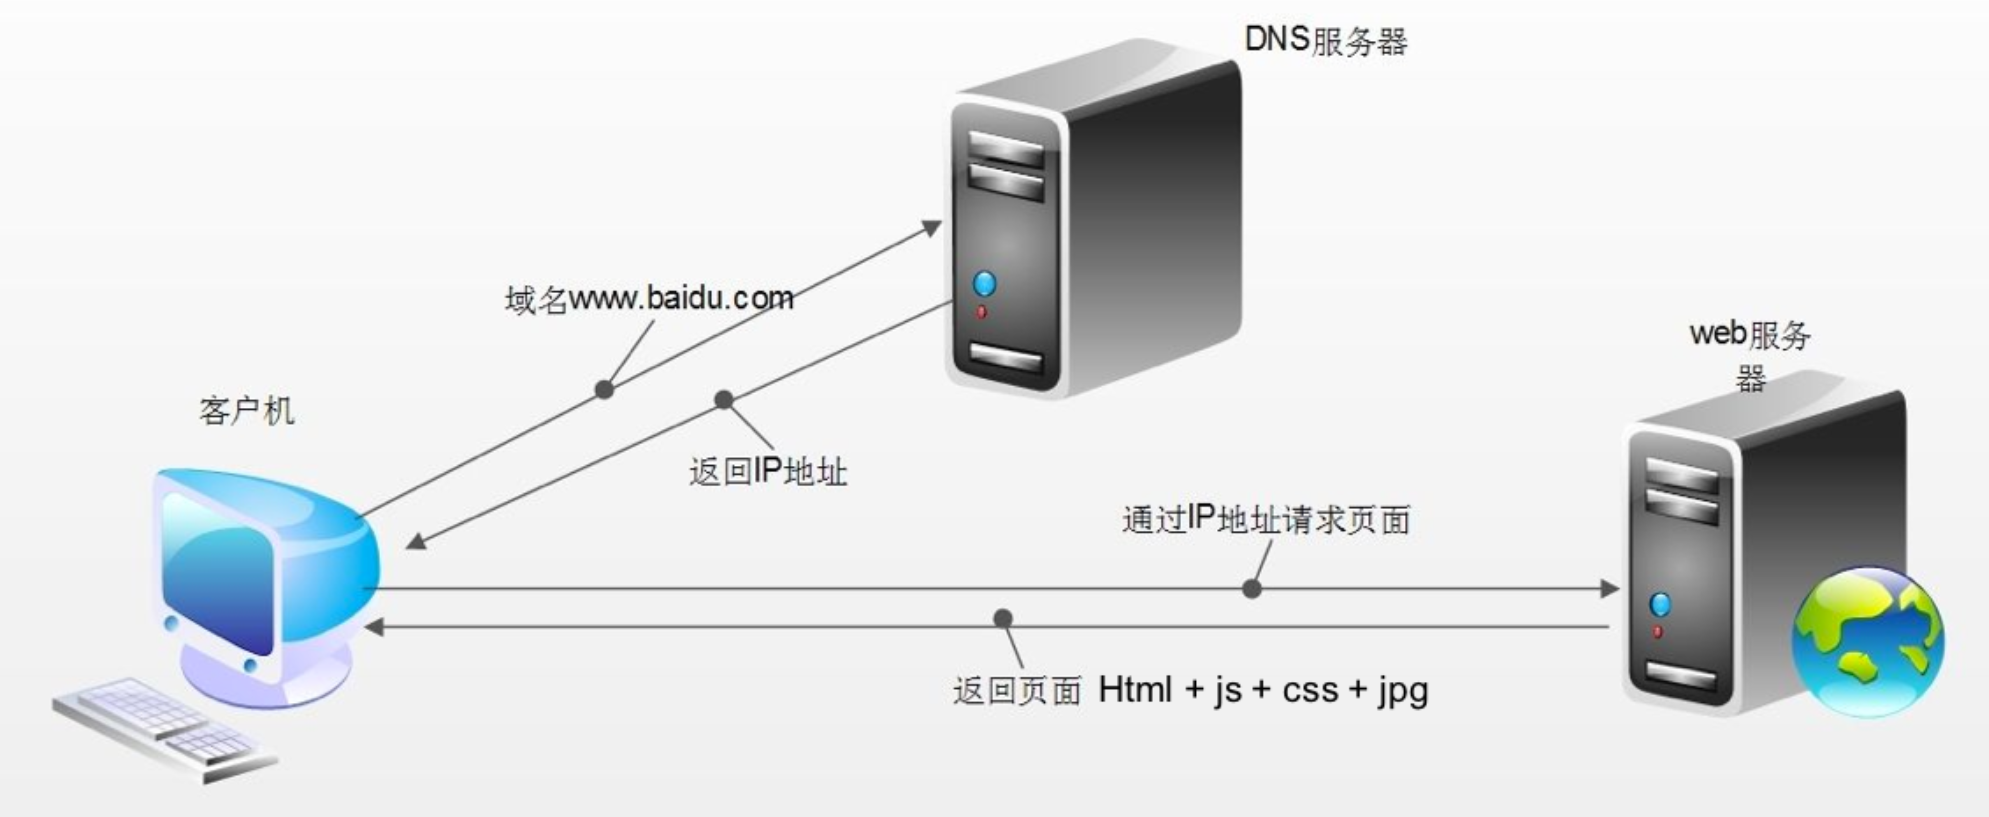 DNS服务器
域名www.baidu.com
web服务
器
客户机
返回IP地址
通过IP地址请求页面
返回页面 Html + js + css + jpg